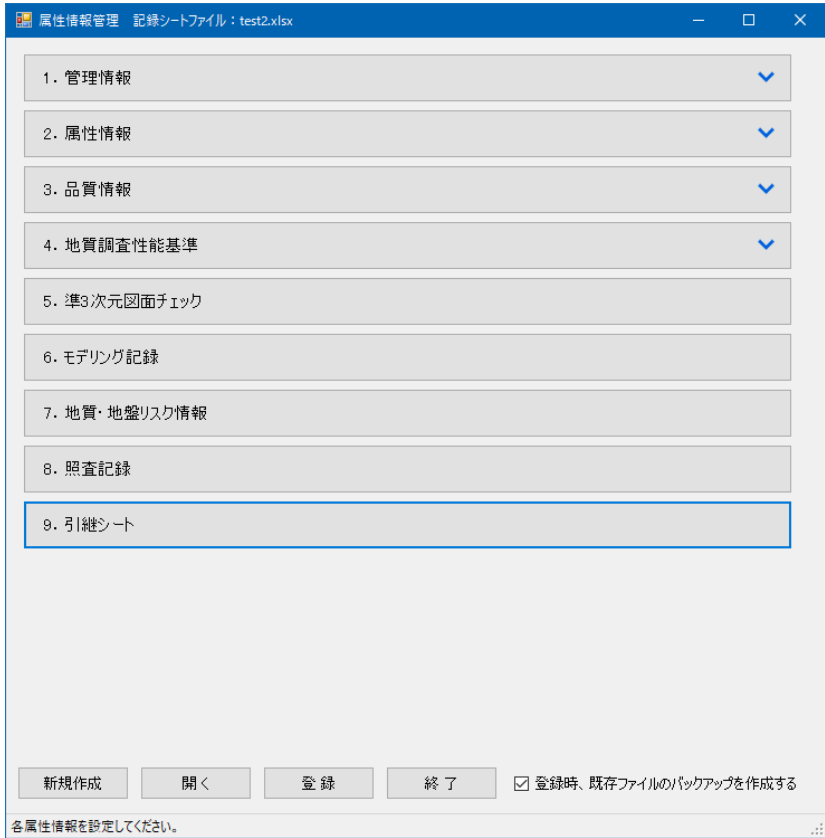 属性情報管理　記録シートファイル：test2.xlsx
1. 管理情報
2. 属性情報
3. 品質情報
4. 地質調査性能基準
5. 準3次元図面チェック
6. モデリング記録
7. 地質・地盤リスク情報
8. 照査記録
9. 引継シート
新規作成 開く 登録 終了 登録時、既存ファイルのバックアップを作成する
各属性情報を設定してください。